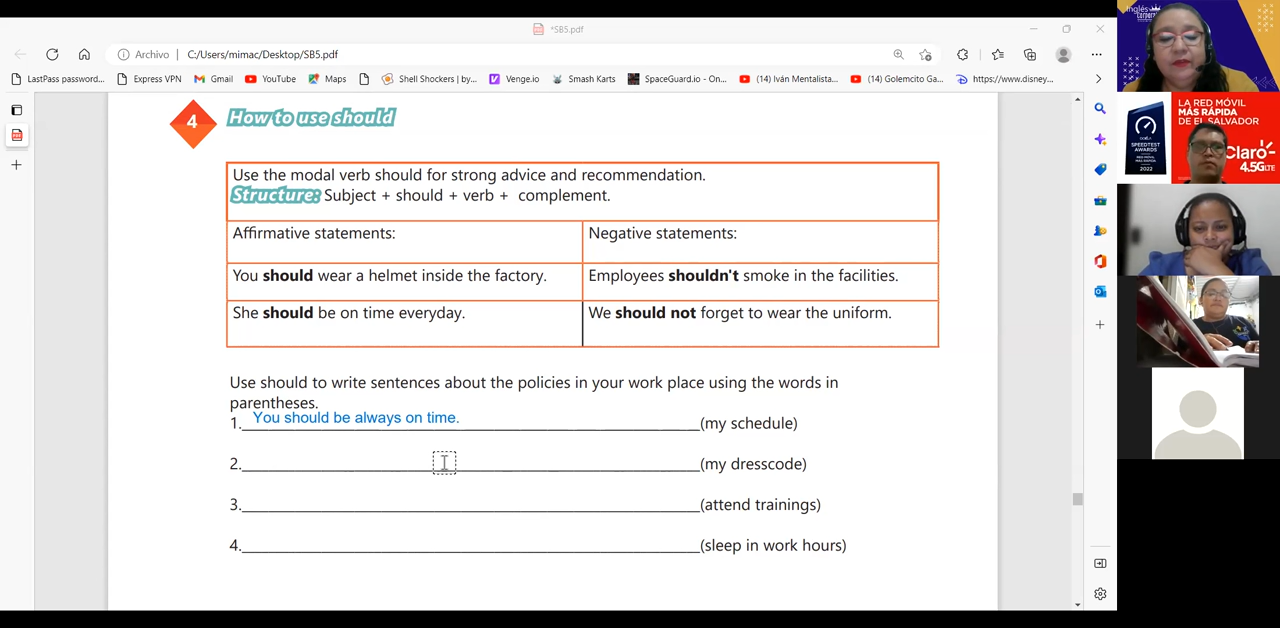 *SB5.pdf
Archivo
C:/Users/mimac/Desktop/SB5.pdf
LastPass password...
Express VPN
Gmail
YouTube
Maps
Shell Shockers | by...
Venge.io
Smash Karts
SpaceGuard.io - On...
(14) Iván Mentalista...
(14) Golemcito Ga...
https://www.disney...
4
How to use should
Use the modal verb should for strong advice and recommendation.
Structure: Subject + should + verb + complement.
Affirmative statements:
Negative statements:
You should wear a helmet inside the factory.
Employees shouldn't smoke in the facilities.
She should be on time everyday.
We should not forget to wear the uniform.
Use should to write sentences about the policies in your work place using the words in
parentheses.
You should be always on time.
1.____________________(my schedule)
2.____________________(my dresscode)
3.____________________(attend trainings)
4.____________________(sleep in work hours)
Inglés
Corporativo
LA RED MÓVIL
MÁS RÁPIDA
DE EL SALVADOR
SPEEDTEST
AWARDS
2022
Claro
4.5G LTE